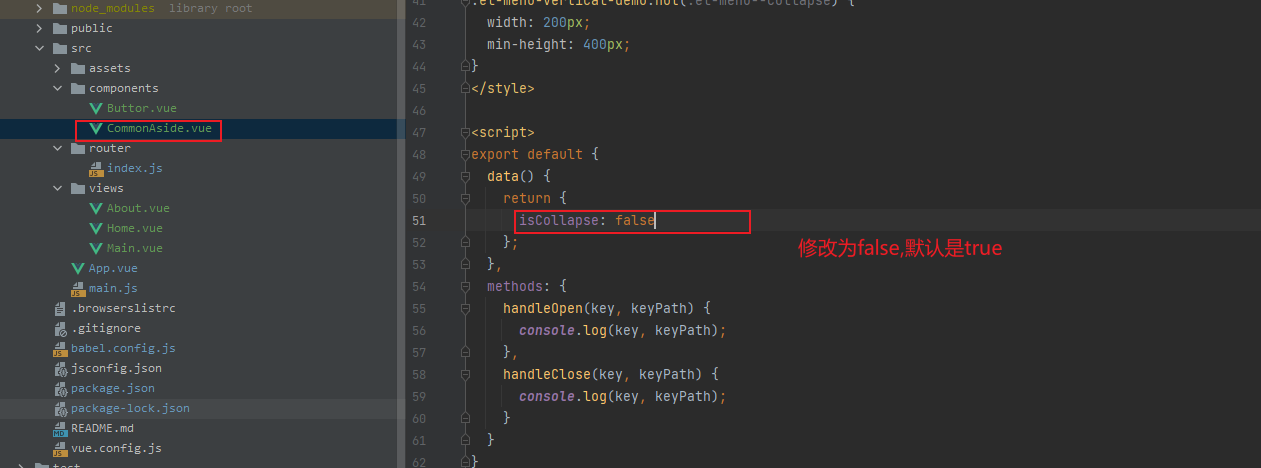 node_modules library root
public
src
assets
components
Buttor.vue
CommonAside.vue
router
index.js
views
About.vue
Home.vue
Main.vue
App.vue
main.js
.browserslistrc
.gitignore
babel.config.js
jsconfig.json
package.json
package-lock.json
README.md
vue.config.js
test
41 .el-menu-vertical-demo:not(.el-menu--collapse) {
42 width: 200px;
43 min-height: 400px;
44 }
45 </style>
46
47 <script>
48 export default {
49 data() {
50 return {
51 isCollapse: false
52 };
修改为false,默认是true
53 },
54 methods: {
55 handleOpen(key, keyPath) {
56 console.log(key, keyPath);
57 },
58 handleClose(key, keyPath) {
59 console.log(key, keyPath);
60 }
61 }
62 }